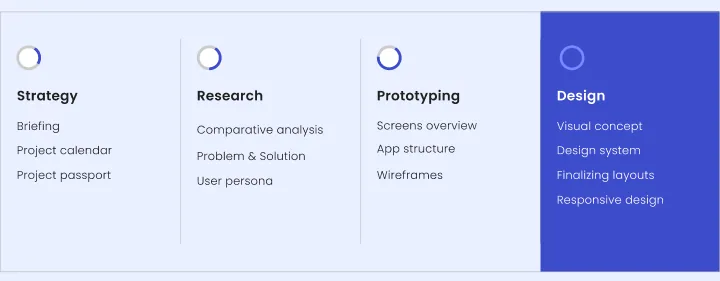 Strategy
Briefing
Project calendar
Project passport
Research
Comparative analysis
Problem & Solution
User persona
Prototyping
Screens overview
App structure
Wireframes
Design
Visual concept
Design system
Finalizing layouts
Responsive design